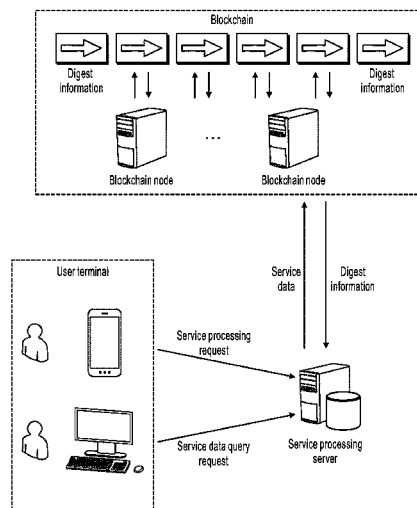 Blockchain
Digest
information
Digest
information
...
Blockchain node
Blockchain node
Service
data
Digest
information
User terminal
Service processing
request
Service data query
request
Service processing
server